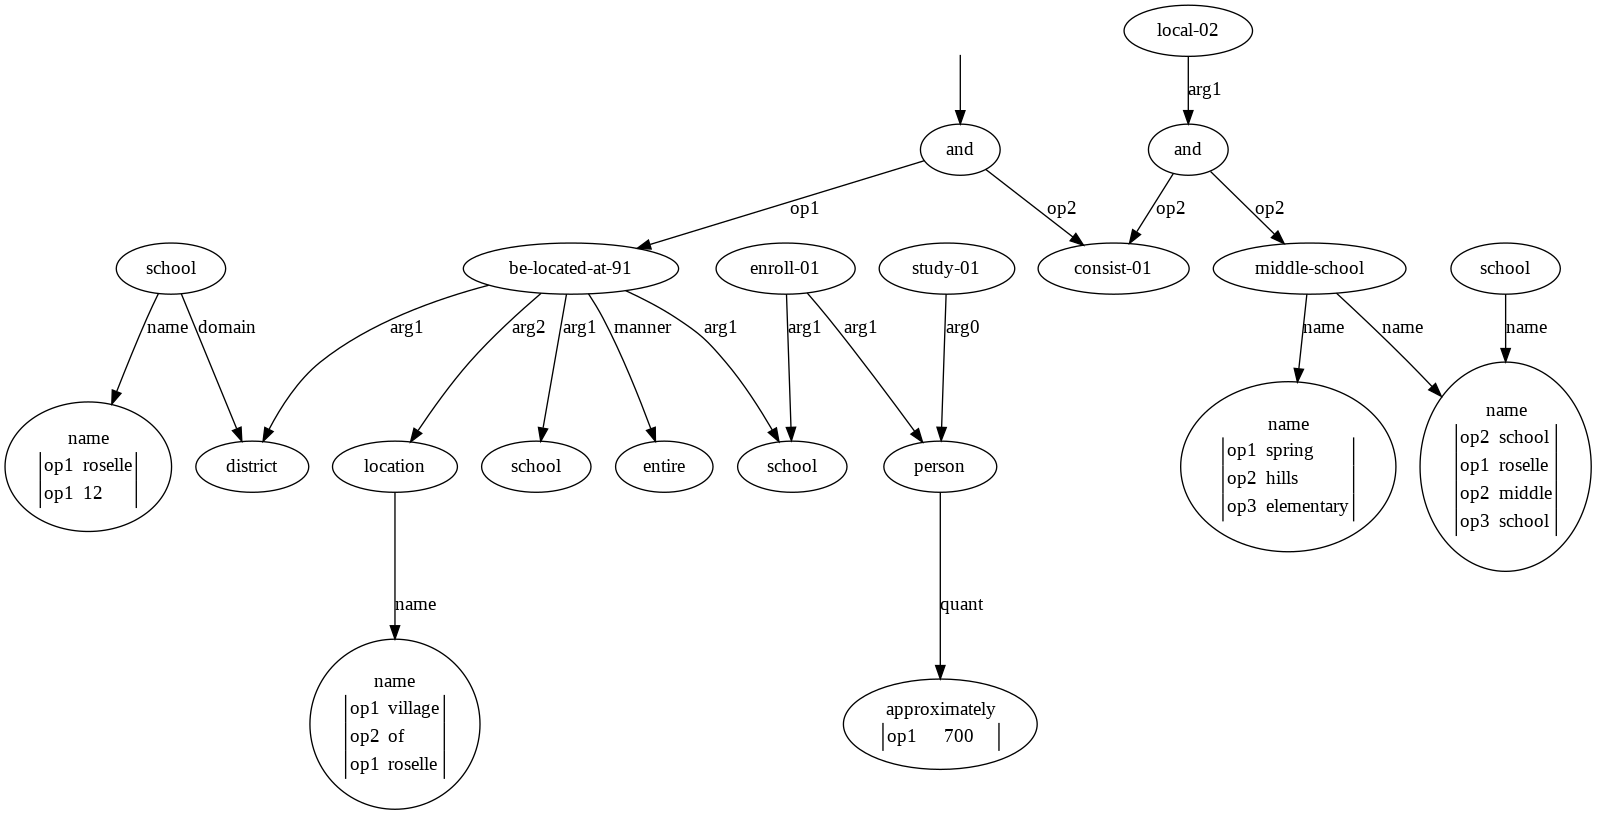 local-02
arg1
and
and
op1
op2
op2
op2
school
be-located-at-91
enroll-01
study-01
consist-01
middle-school
school
name
domain
arg1
arg2
arg1
manner
arg1
arg1
arg1
arg0
name
name
name
name
op1 roselle
op1 12
district
location
school
entire
school
person
name
op1 spring
op2 hills
op3 elementary
name
op2 school
op1 roselle
op2 middle
op3 school
name
quant
name
op1 village
op2 of
op1 roselle
approximately
op1 700